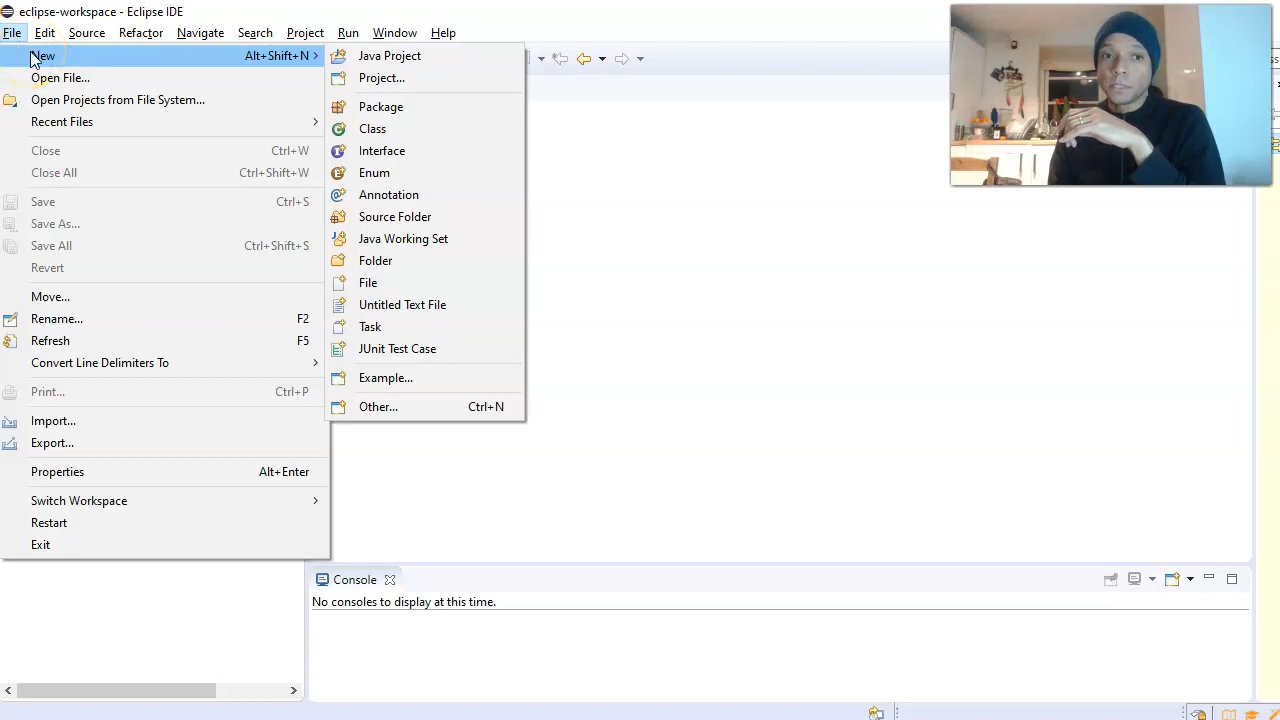 eclipse-workspace - Eclipse IDE
File Edit Source Refactor Navigate Search Project Run Window Help
New Alt+Shift+N
Open File...
Open Projects from File System...
Recent Files
Close Ctrl+W
Close All Ctrl+Shift+W
Save Ctrl+S
Save As...
Save All Ctrl+Shift+S
Revert
Move...
Rename... F2
Refresh F5
Convert Line Delimiters To
Print... Ctrl+P
Import...
Export...
Properties Alt+Enter
Switch Workspace
Restart
Exit
Java Project
Project...
Package
Class
Interface
Enum
Annotation
Source Folder
Java Working Set
Folder
File
Untitled Text File
Task
JUnit Test Case
Example...
Other... Ctrl+N
Console
No consoles to display at this time.